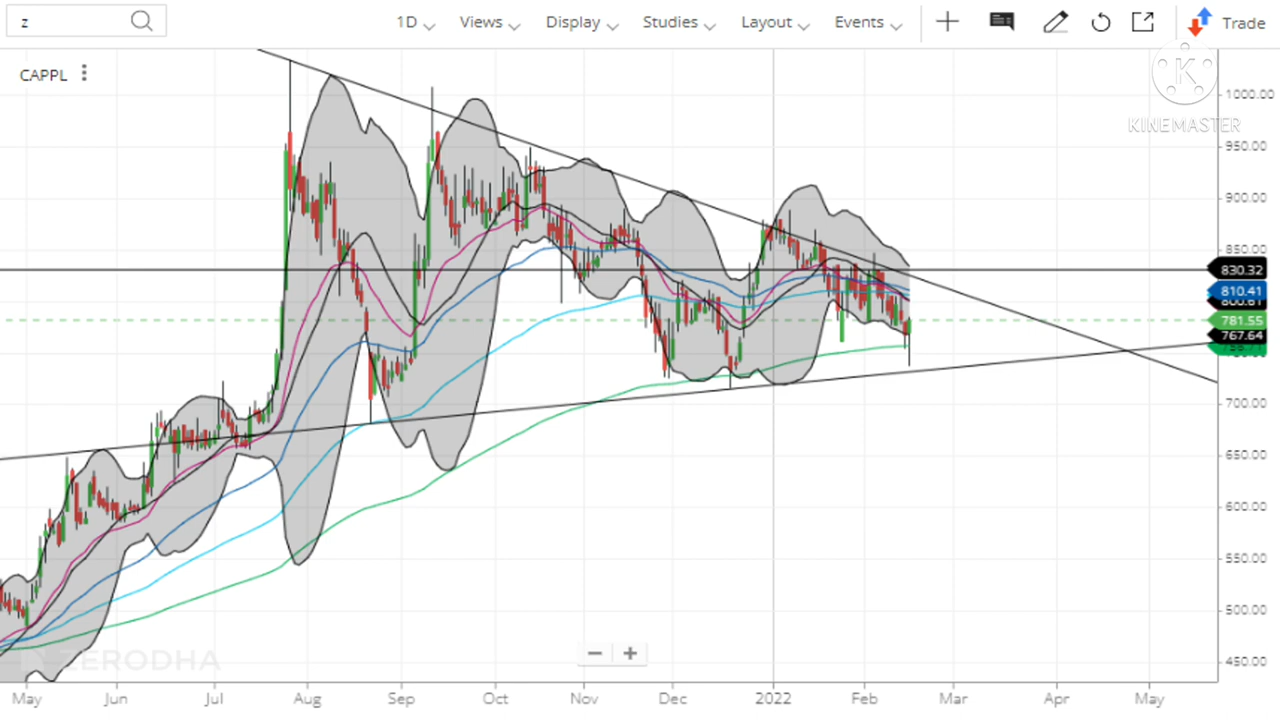 z
1D Views Display Studies Layout Events Trade
CAPPL
K
KINEMASTER
1000.00
950.00
900.00
850.00
830.32
810.41
800.61
781.55
767.64
700.00
650.00
600.00
550.00
500.00
450.00
ZERODHA
May Jun Jul Aug Sep Oct Nov Dec 2022 Feb Mar Apr May